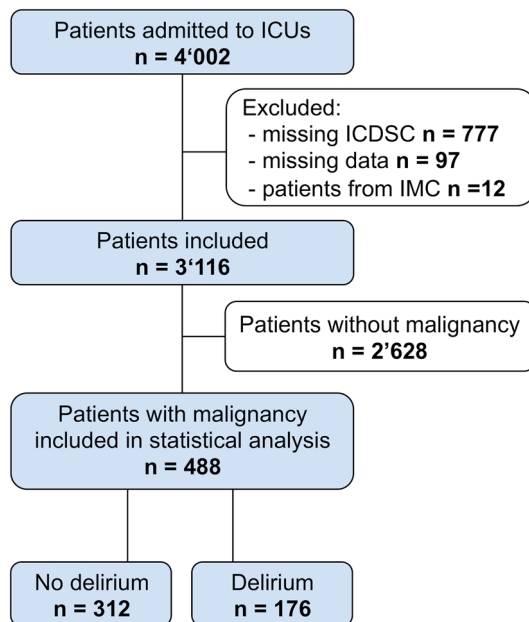 Patients admitted to ICUs
n = 4‘002
Excluded:
- missing ICDSC n = 777
- missing data n = 97
- patients from IMC n =12
Patients included
n = 3‘116
Patients without malignancy
n = 2’628
Patients with malignancy
included in statistical analysis
n = 488
No delirium
n = 312
Delirium
n = 176